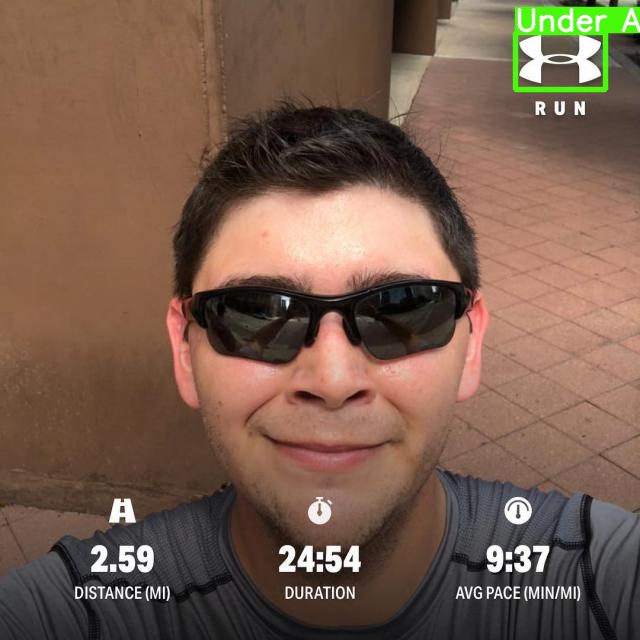 Under A
RUN
2.59
24:54
9:37
DISTANCE (MI)
DURATION
AVG PACE (MIN/MI)